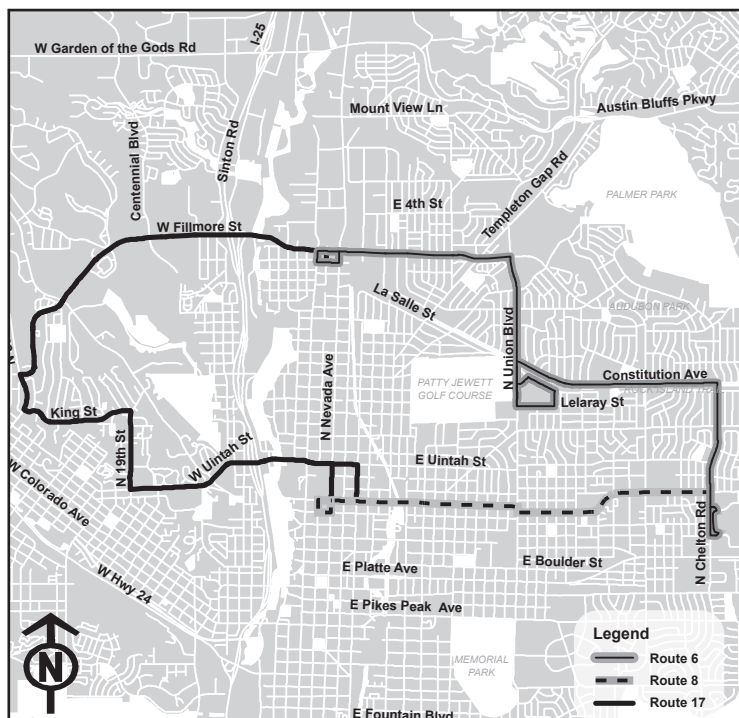 W Garden of the Gods Rd
I-25
Mount View Ln
Austin Bluffs Pkwy
Centennial Blvd
Sinton Rd
Templeton Gap Rd
PALMER PARK
E 4th St
W Fillmore St
La Salle St
AUDUBON PARK
N Union Blvd
Constitution Ave
PATTY JEWETT
GOLF COURSE
Lelaray St
N Nevada Ave
King St
N 19th St
W Uintah St
E Uintah St
W Colorado Ave
N Chelton Rd
E Boulder St
E Platte Ave
W Hwy 24
E Pikes Peak Ave
MEMORIAL
PARK
E Fountain Blvd
N
Legend
Route 6
Route 8
Route 17